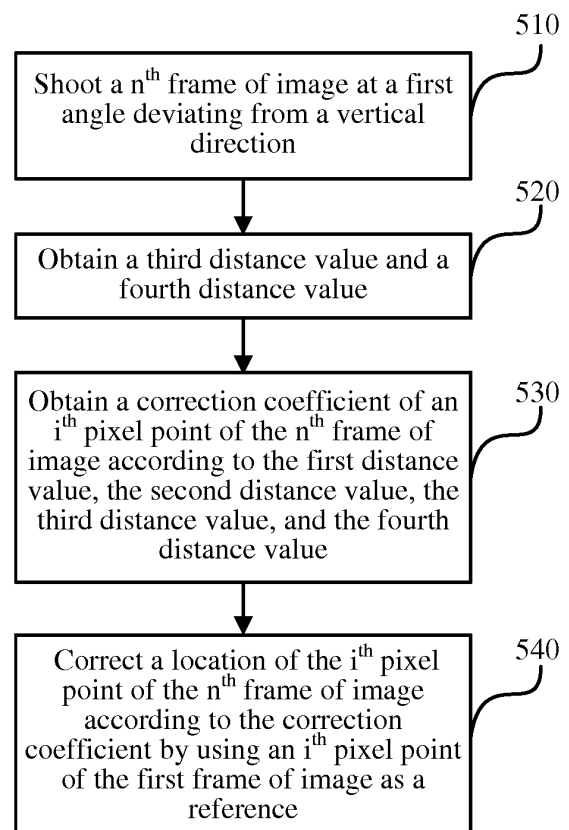 510
Shoot a nth frame of image at a first
angle deviating from a vertical
direction
520
Obtain a third distance value and a
fourth distance value
530
Obtain a correction coefficient of an
ith pixel point of the nth frame of
image according to the first distance
value, the second distance value, the
third distance value, and the fourth
distance value
540
Correct a location of the ith pixel
point of the nth frame of image
according to the correction
coefficient by using an ith pixel point
of the first frame of image as a
reference